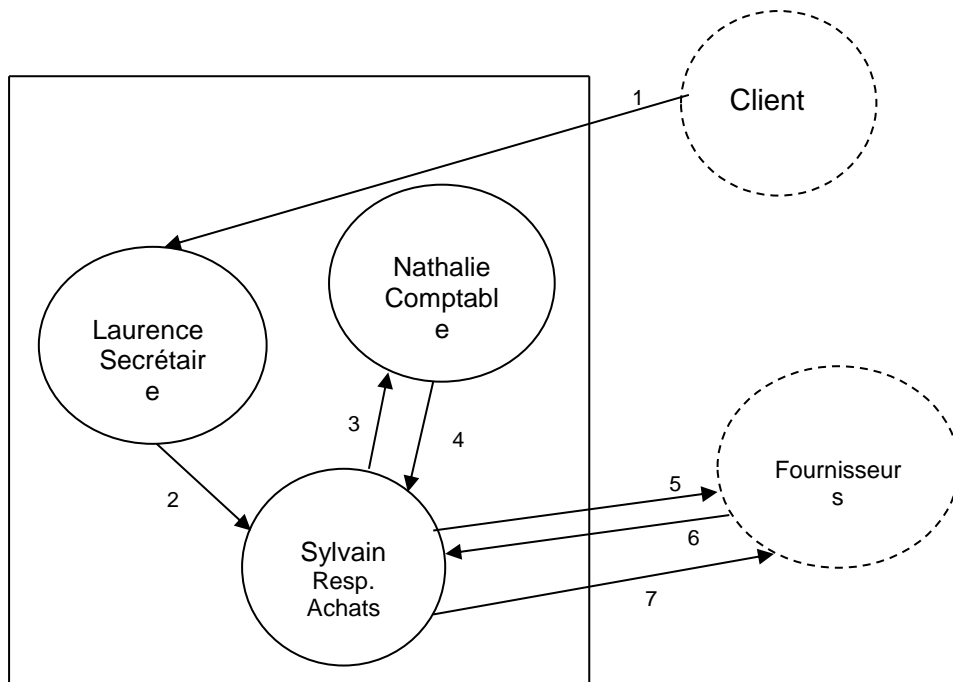 1
Client
Nathalie
Comptabl
e
Laurence
Secrétair
e
3
4
2
5
Fournisseur
s
6
Sylvain
Resp.
Achats
7